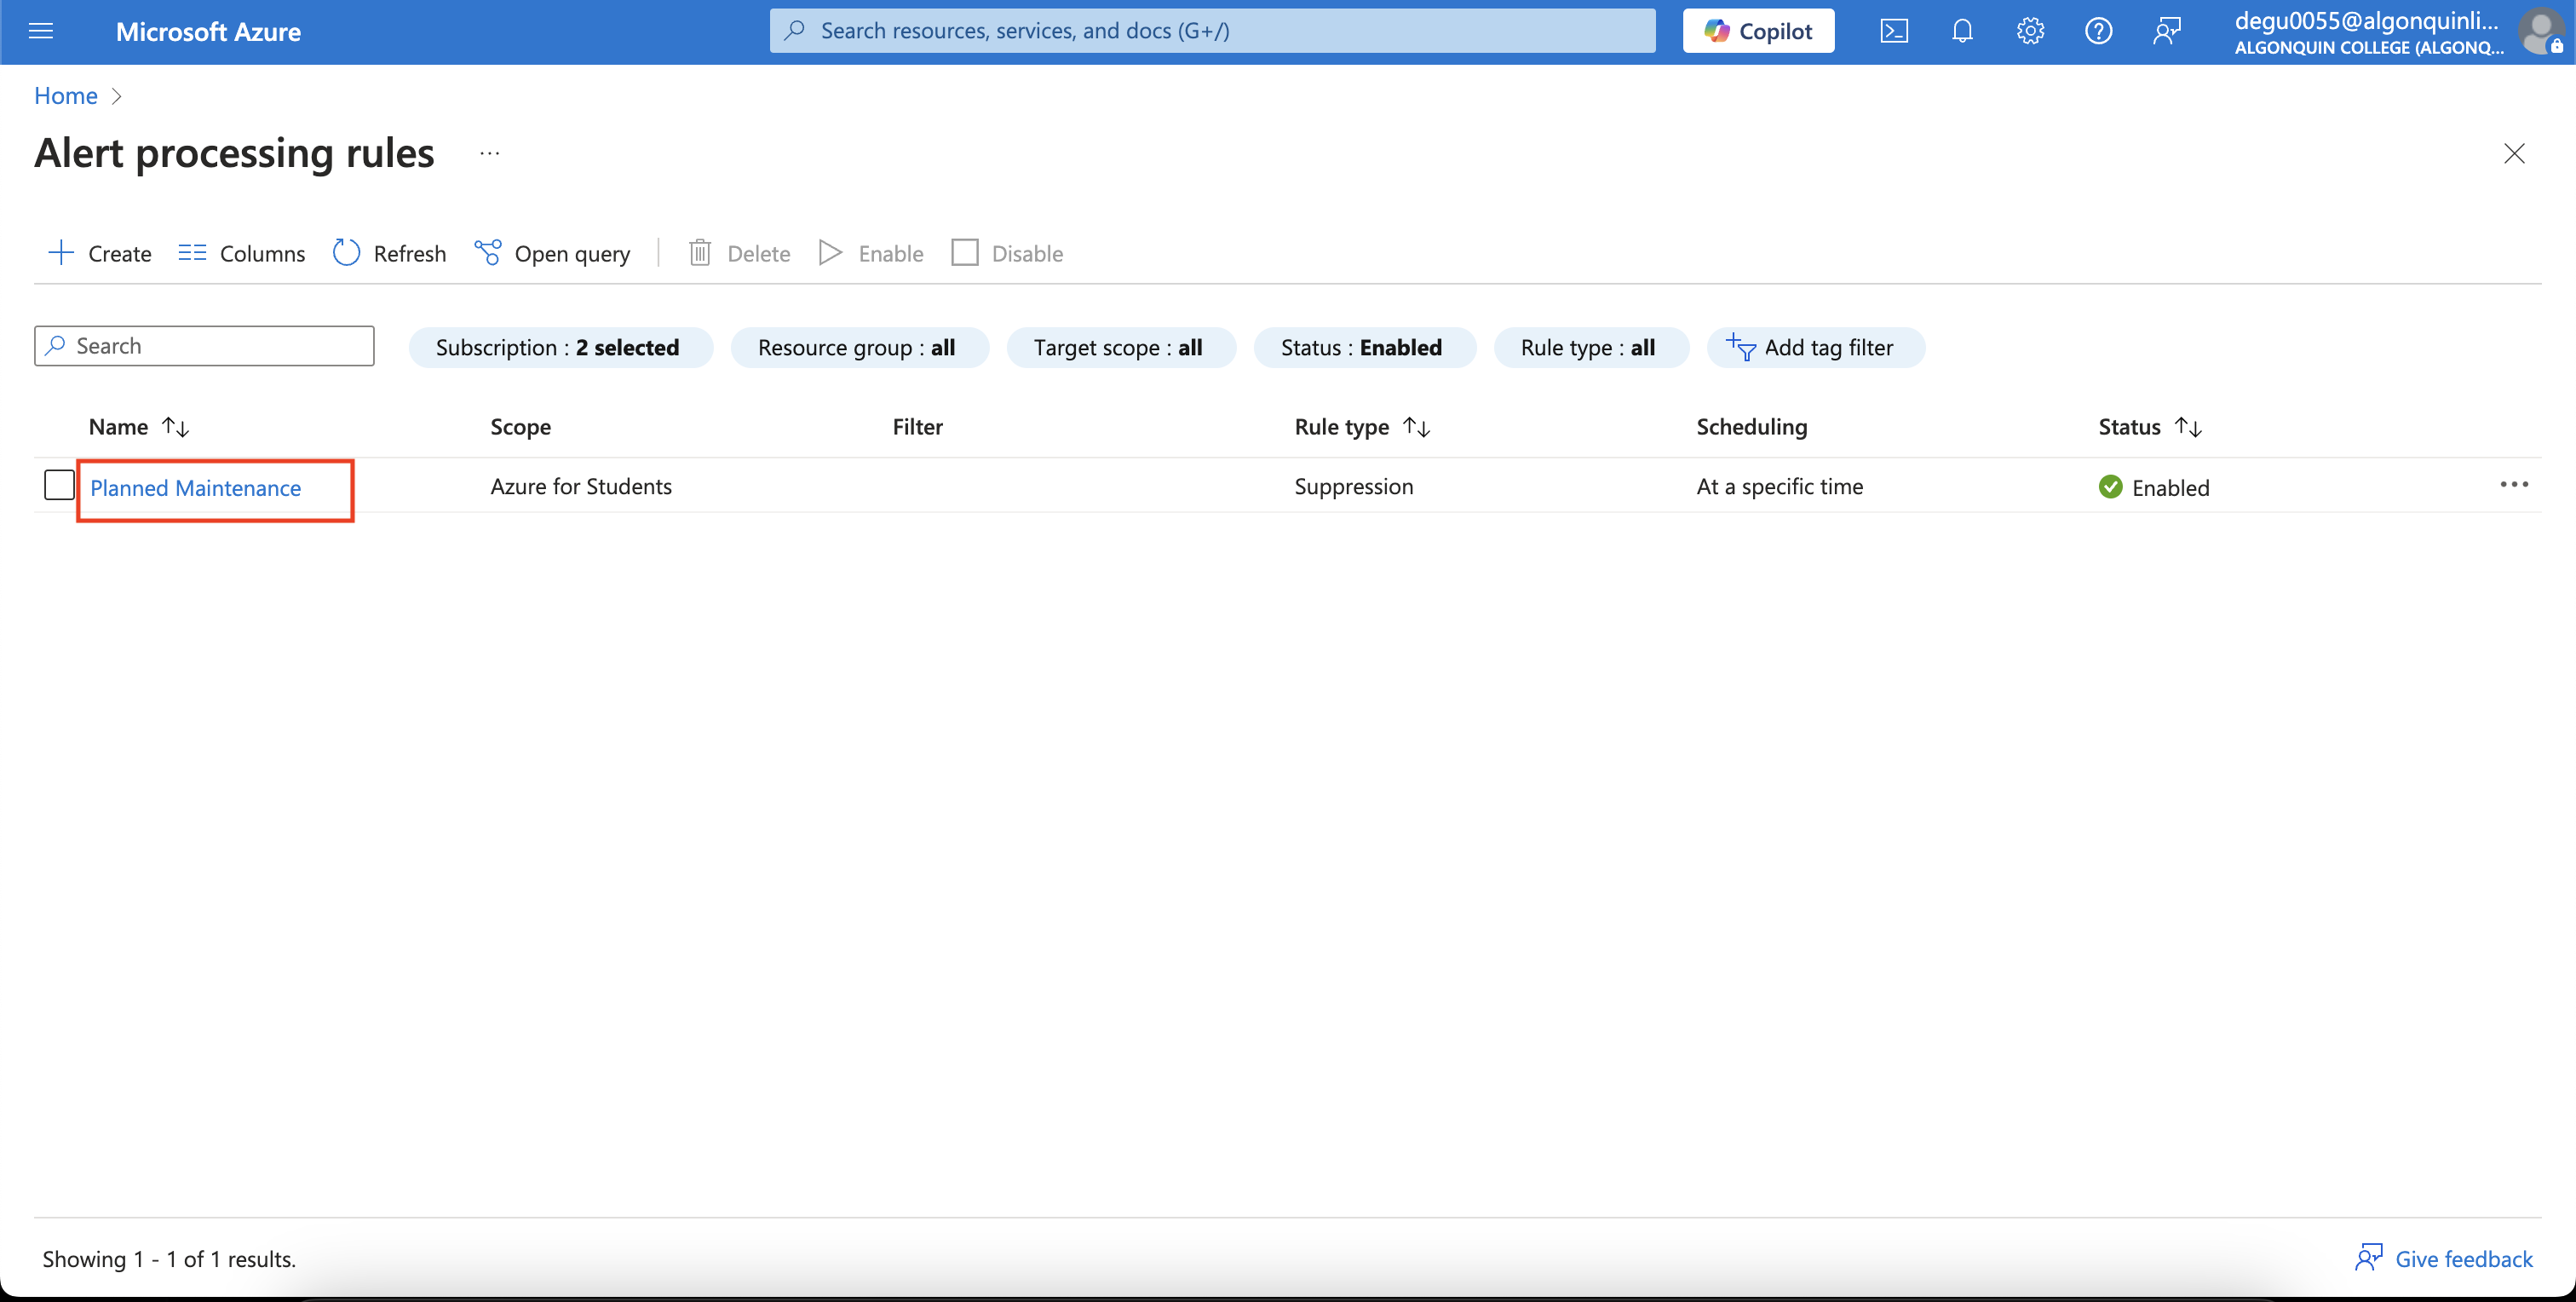 Microsoft Azure
Search resources, services, and docs (G+/)
Copilot
degu0055@algonquinli...
ALGONQUIN COLLEGE (ALGONQ...
Home
Alert processing rules ...
Create Columns Refresh Open query Delete Enable Disable
Search Subscription : 2 selected Resource group : all Target scope : all Status : Enabled Rule type : all Add tag filter
Name Scope Filter Rule type Scheduling Status
Planned Maintenance Azure for Students Suppression At a specific time Enabled
Showing 1 - 1 of 1 results.
Give feedback